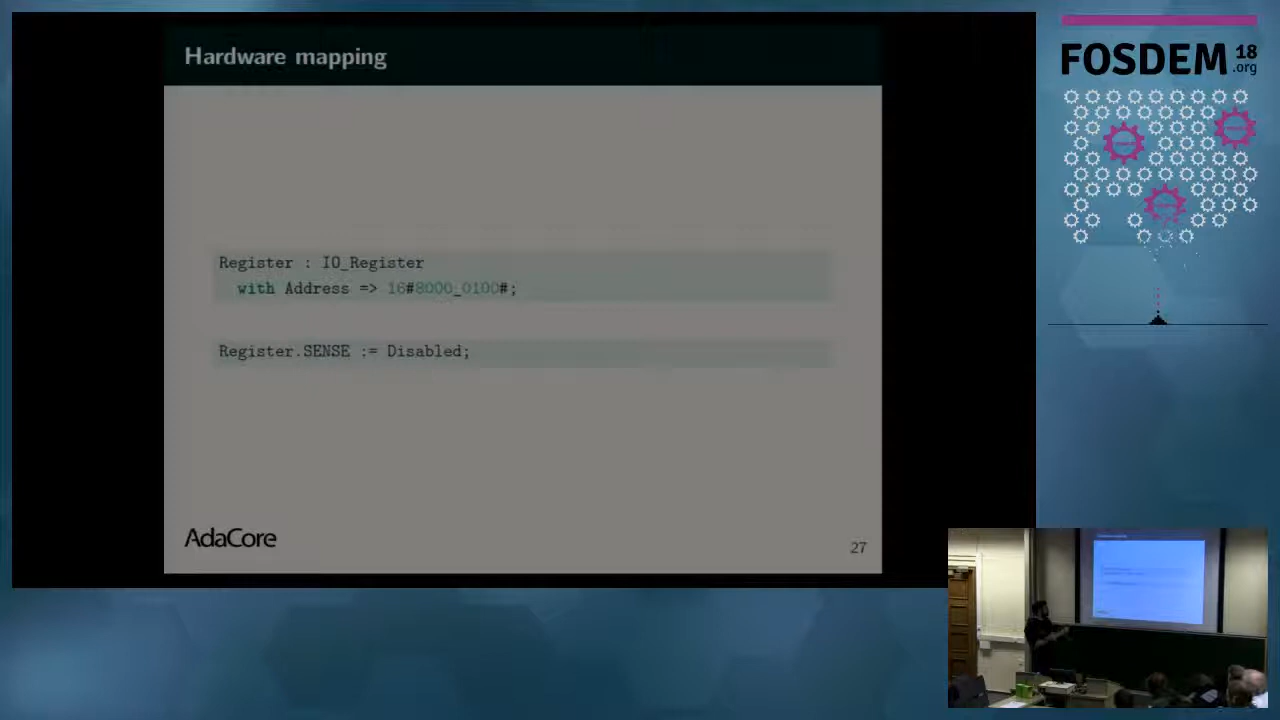 Hardware mapping
Register : IO_Register
with Address => 16#8000_0100#;
Register.SENSE := Disabled;
AdaCore
27
FOSDEM 18
.org